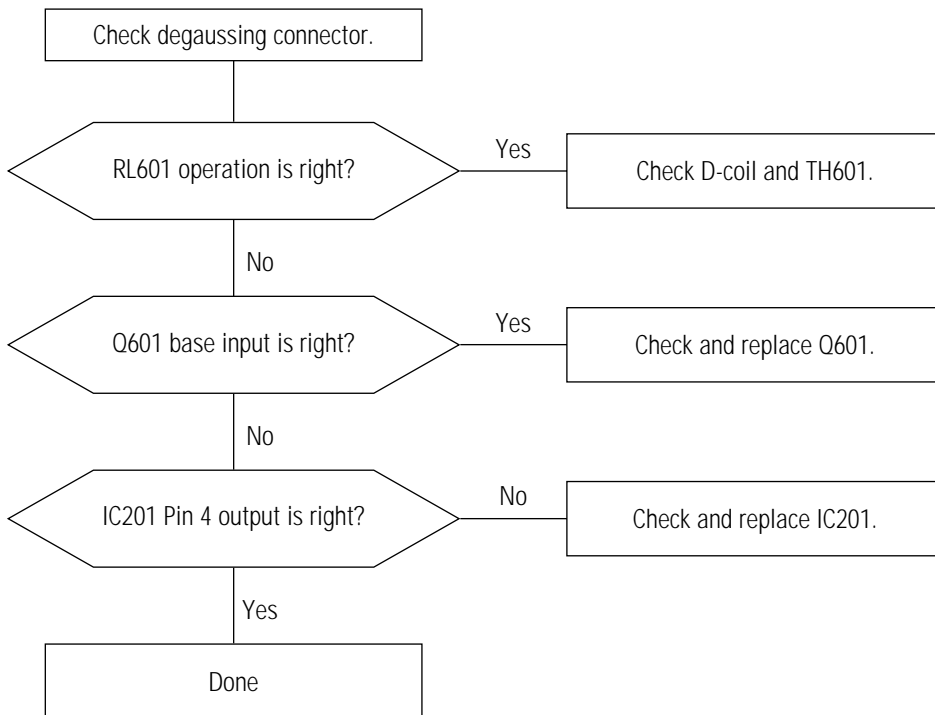 Check degaussing connector.
RL601 operation is right?
Yes
Check D-coil and TH601.
No
Q601 base input is right?
Yes
Check and replace Q601.
No
IC201 Pin 4 output is right?
No
Check and replace IC201.
Yes
Done